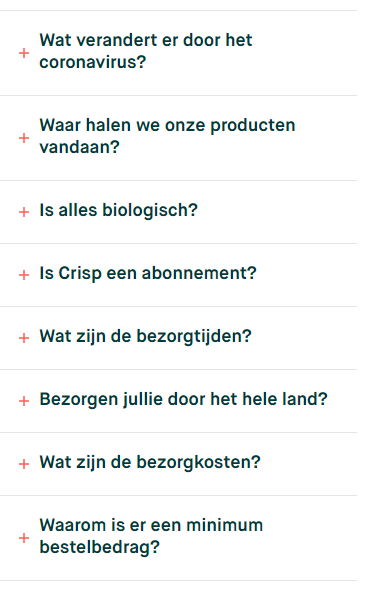 Wat verandert er door het
coronavirus?
Waar halen we onze producten
vandaan?
Is alles biologisch?
Is Crisp een abonnement?
Wat zijn de bezorgtijden?
Bezorgen jullie door het hele land?
Wat zijn de bezorgkosten?
Waarom is er een minimum
bestelbedrag?